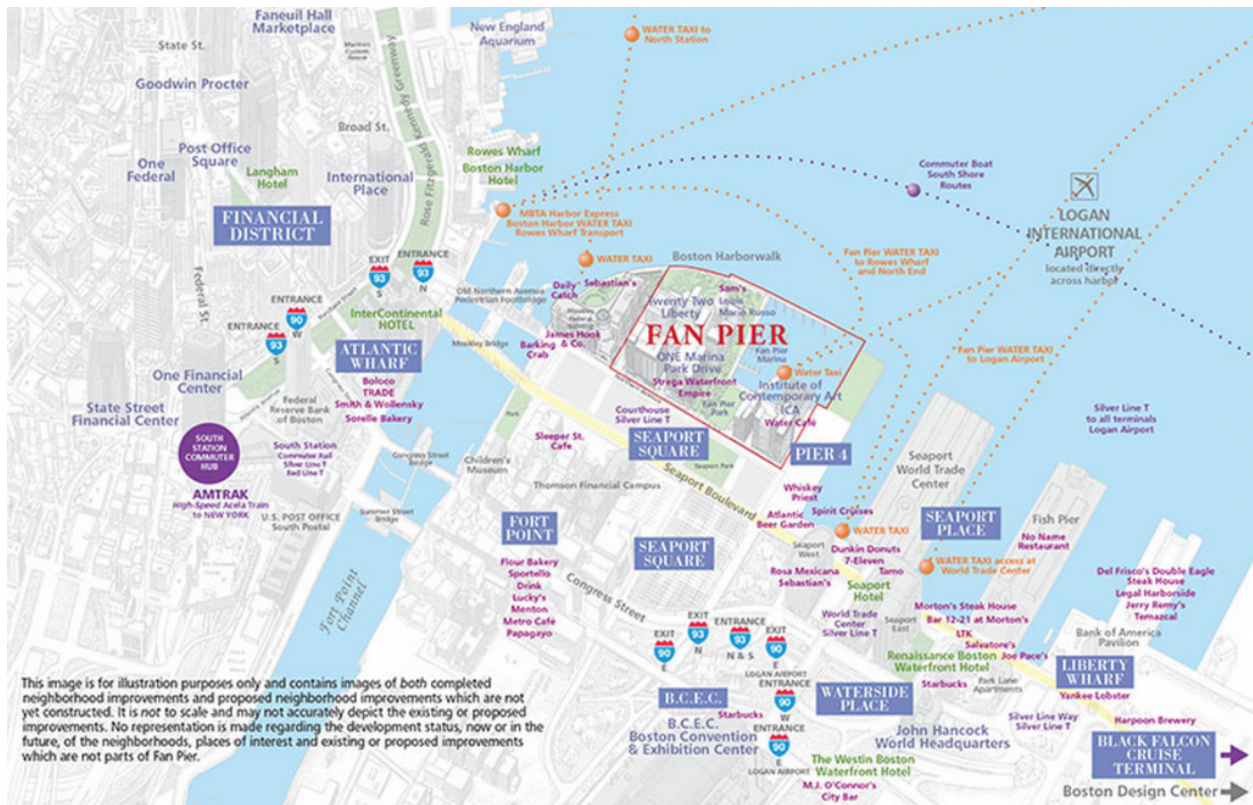 Faneuil Hall
Marketplace
State St.
Goodwin Procter
New England
Aquarium
WATER TAXI to
North Station
Rose Fitzgerald Kennedy Greenway
Broad St.
Post Office
Square
One
Federal
Langham
Hotel
International
Place
Rowes Wharf
Boston Harbor
Hotel
FINANCIAL
DISTRICT
MBTA Harbor Express
Boston Harbor WATER TAXI
Rowes Wharf Transport
Commuter Boat
South Shore
Routes
LOGAN
INTERNATIONAL
AIRPORT
located directly
across harbor
Fan Pier WATER TAXI
to Rowes Wharf
and North End
WATER TAXI
Boston Harborwalk
EXIT
93
S
ENTRANCE
93
N
ENTRANCE
90
W
ENTRANCE
93
S
Federal St.
Purchase Street
InterContinental
HOTEL
Old Northern Avenue
Pedestrian Footbridge
Moakley Bridge
Daily
Catch
Sebastian's
James Hook
& Co.
Barking
Crab
Twenty Two
Liberty
Sam's
Louis
Mario Russo
FAN PIER
ONE Marina
Park Drive
Fan Pier
Marina
Strega Waterfront
Empire
Fan Pier
Park
Water Taxi
Institute of
Contemporary Art
ICA
Water Café
Fan Pier WATER TAXI
to Logan Airport
ATLANTIC
WHARF
Boloco
TRADE
Smith & Wollensky
Sorelle Bakery
One Financial
Center
State Street
Financial Center
Atlantic Avenue
Federal
Reserve Bank
of Boston
Congress Street
Bridge
SOUTH
STATION
COMMUTER
HUB
South Station
Commuter Rail
Silver Line T
Red Line T
AMTRAK
High-Speed Acela Train
to NEW YORK
U.S. POST OFFICE
South Postal
Summer Street
Bridge
Fort Point
Channel
Park
Children's
Museum
Sleeper St.
Cafe
Courthouse
Silver Line T
SEAPORT
SQUARE
Seaport Park
Seaport Boulevard
Thomson Financial Campus
PIER 4
Whiskey
Priest
Atlantic
Beer Garden
Spirit Cruises
WATER TAXI
Silver Line T
to all terminals
Logan Airport
Seaport
World Trade
Center
SEAPORT
PLACE
Fish Pier
No Name
Restaurant
WATER TAXI access at
World Trade Center
FORT
POINT
Flour Bakery
Sportello
Drink
Lucky's
Menton
Metro Café
Papagayo
Congress Street
SEAPORT
SQUARE
Seaport
West
Dunkin Donuts
7-Eleven
Tamo
Rosa Mexicana
Sebastian's
Seaport
Hotel
World Trade
Center
Silver Line T
Seaport
East
Morton's Steak House
Bar 12-21 at Morton's
LTK
Salvatore's
Joe Pace's
Renaissance Boston
Waterfront Hotel
Starbucks
Park Lane
Apartments
Del Frisco's Double Eagle
Steak House
Legal Harborside
Jerry Remy's
Temazcal
Bank of America
Pavilion
LIBERTY
WHARF
Yankee Lobster
EXIT
90
E
EXIT
93
N
ENTRANCE
93
N & S
EXIT
90
E
LOGAN AIRPORT
ENTRANCE
90
W
ENTRANCE
90
E
LOGAN AIRPORT
B.C.E.C.
Starbucks
B.C.E.C.
Boston Convention
& Exhibition Center
WATERSIDE
PLACE
John Hancock
World Headquarters
Silver Line Way
Silver Line T
Harpoon Brewery
The Westin Boston
Waterfront Hotel
M.J. O'Connor's
City Bar
BLACK FALCON
CRUISE
TERMINAL
Boston Design Center
This image is for illustration purposes only and contains images of both completed
neighborhood improvements and proposed neighborhood improvements which are not
yet constructed. It is not to scale and may not accurately depict the existing or proposed
improvements. No representation is made regarding the development status, now or in the
future, of the neighborhoods, places of interest and existing or proposed improvements
which are not parts of Fan Pier.